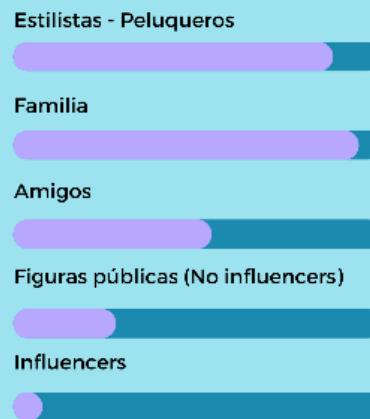 Estilistas - Peluqueros
Familia
Amigos
Figuras públicas (No influencers)
Influencers